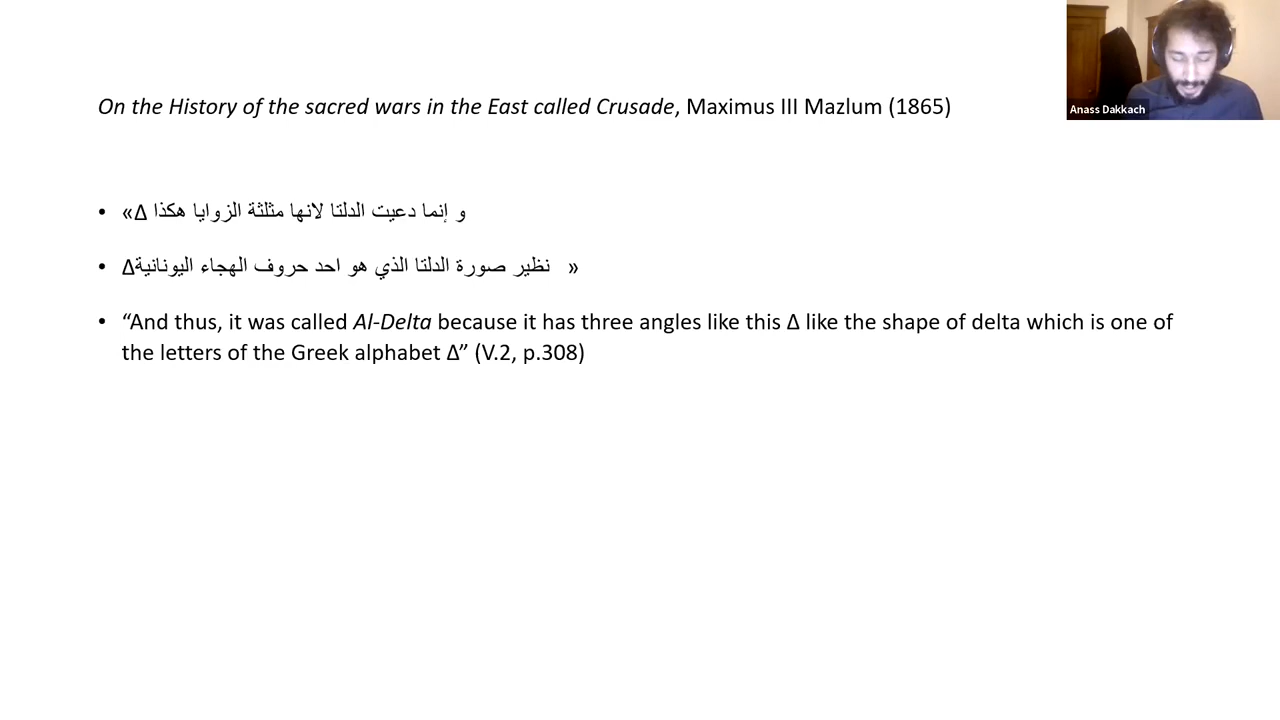 On the History of the sacred wars in the East called Crusade, Maximus III Mazlum (1865)
Anass Dakkach
• «و إنما دعيت الدلتا لانها مثلثة الزوايا هكذا Δ
• نظير صورة الدلتا الذي هو احد حروف الهجاء اليونانيةΔ »
• “And thus, it was called Al-Delta because it has three angles like this Δ like the shape of delta which is one of
the letters of the Greek alphabet Δ” (V.2, p.308)